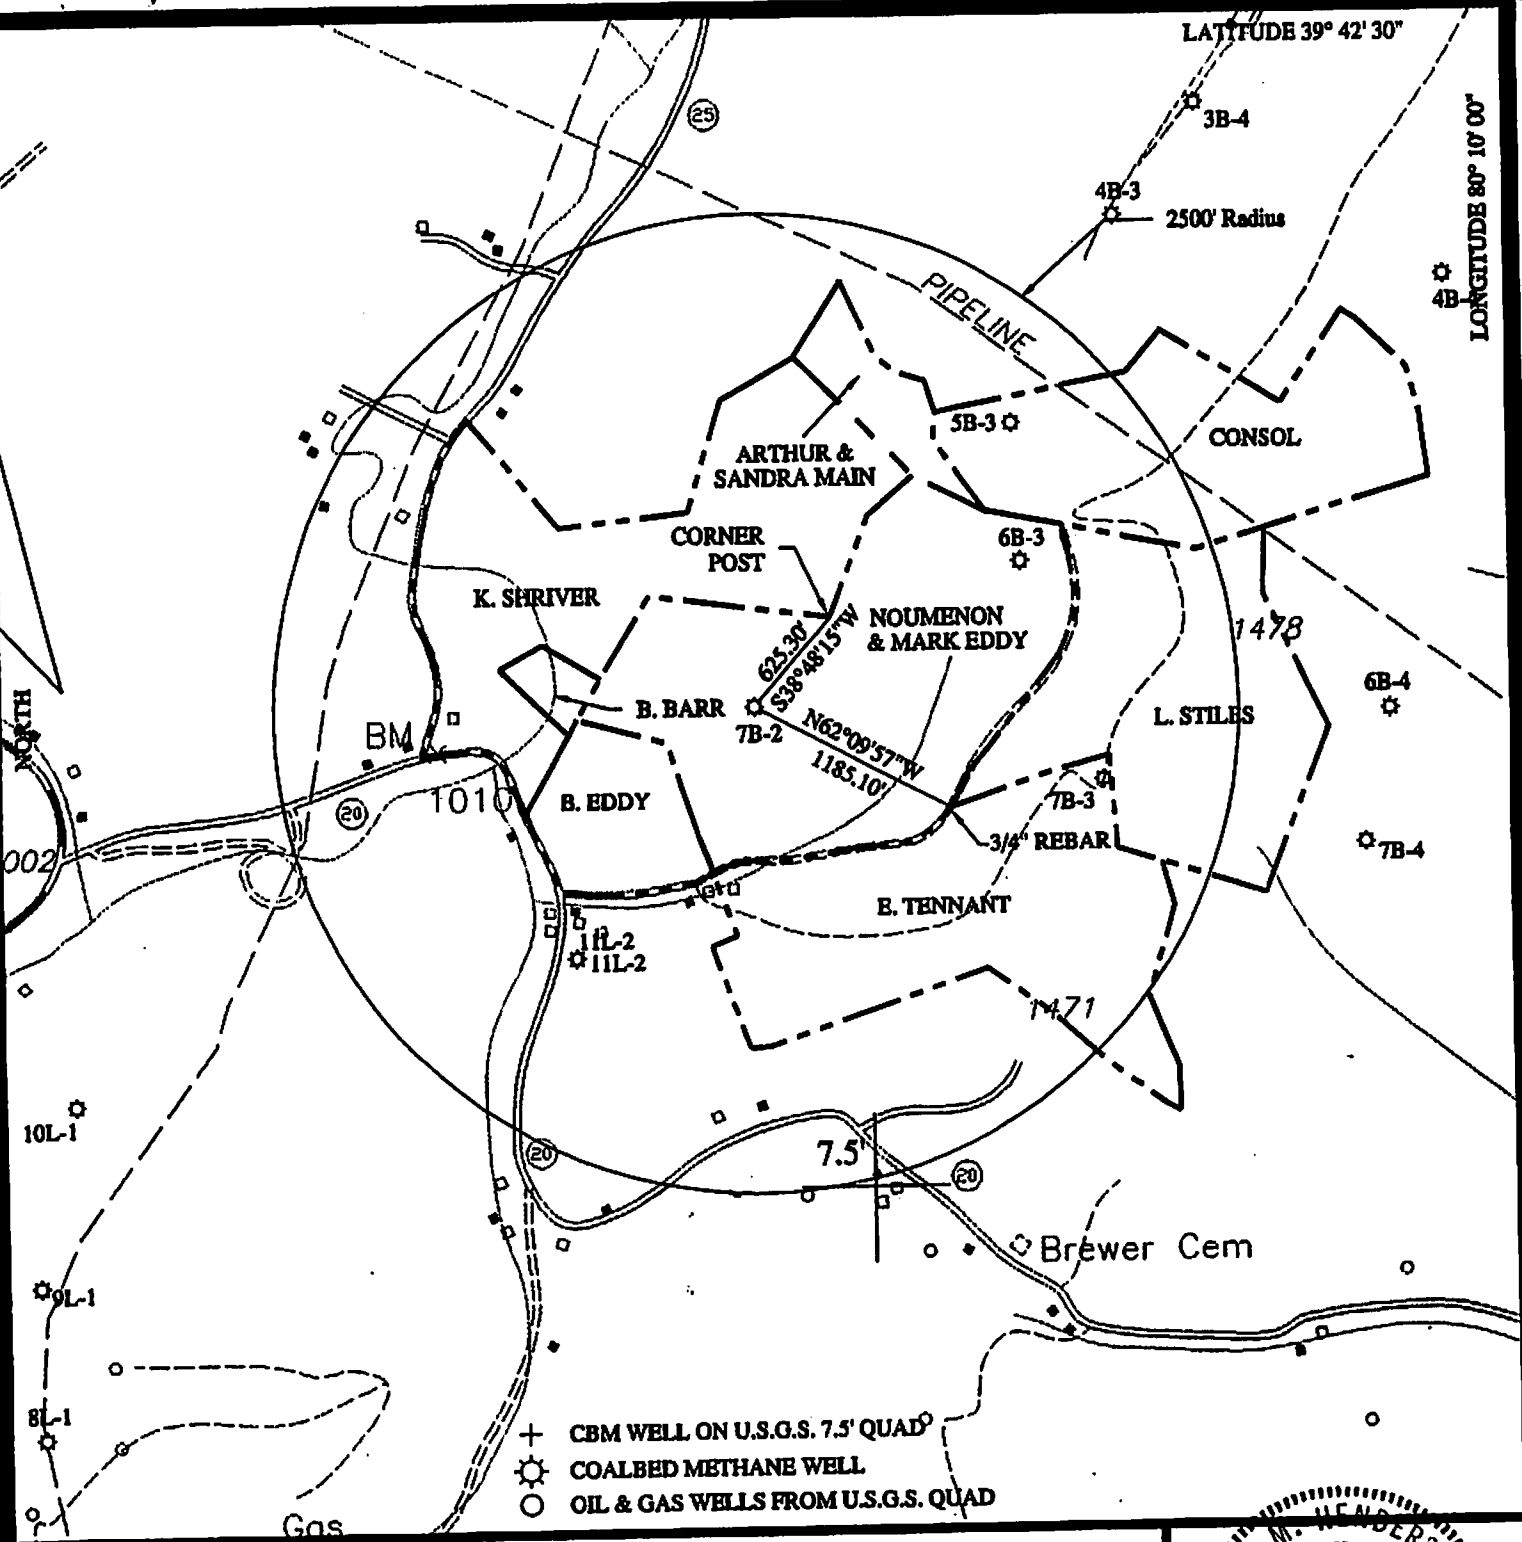 LATITUDE 39° 42' 30"
LONGITUDE 80° 10' 00"
25
3B-4
4B-3
2500' Radius
PIPELINE
5B-3
CONSOL
ARTHUR &
SANDRA MAIN
CORNER
POST
6B-3
K. SHRIVER
NOUMENON
& MARK EDDY
1478
625.30'
S38°48'15"W
6B-4
B. BARR
7B-2
L. STILES
NORTH
BM
N62°09'57"W
1185.10'
1010
B. EDDY
7B-3
20
3/4" REBAR
7B-4
002
E. TENNANT
11L-2
11L-2
1471
10L-1
20
7.5'
20
Brewer Cem
9L-1
8L-1
CBM WELL ON U.S.G.S. 7.5' QUAD
COALBED METHANE WELL
OIL & GAS WELLS FROM U.S.G.S. QUAD
Gas
M. HENDERS